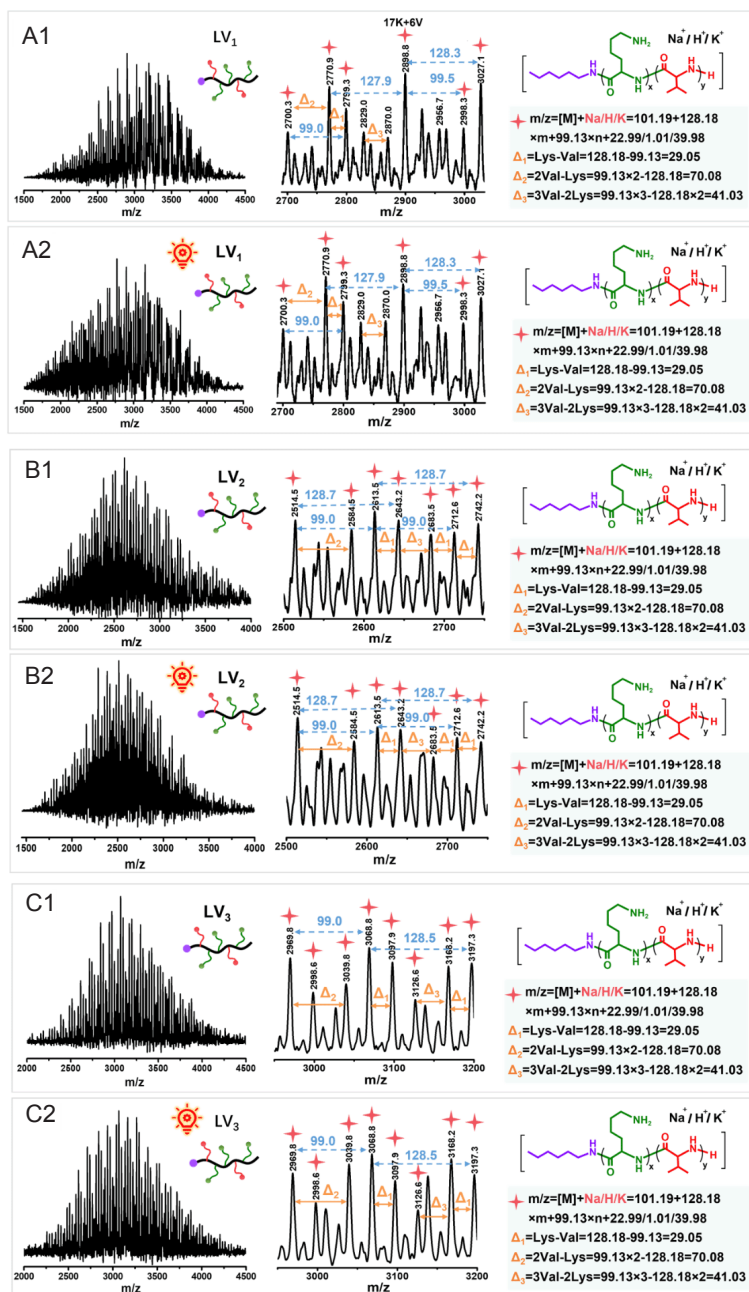 A1
LV1
17K+6V
2700.3
2770.9
2799.3
2829.0
2870.0
2898.8
2956.7
2998.3
3027.1
128.3
127.9
99.5
99.0
Δ2
Δ1
Δ3
1500 2000 2500 3000 3500 4000 4500
m/z
2700 2800 2900 3000
m/z
Na+/H+/K+
NH2
H
N
O
x
O
H
N
H
y
m/z=[M]+Na/H/K=101.19+128.18
×m+99.13×n+22.99/1.01/39.98
Δ1=Lys-Val=128.18-99.13=29.05
Δ2=2Val-Lys=99.13×2-128.18=70.08
Δ3=3Val-2Lys=99.13×3-128.18×2=41.03
A2
LV1
2700.3
2770.9
2799.3
2829.0
2870.0
2898.8
2956.7
2998.3
3027.1
128.3
127.9
99.5
99.0
Δ2
Δ1
Δ3
1500 2000 2500 3000 3500 4000 4500
m/z
2700 2800 2900 3000
m/z
Na+/H+/K+
NH2
H
N
O
x
O
H
N
H
y
m/z=[M]+Na/H/K=101.19+128.18
×m+99.13×n+22.99/1.01/39.98
Δ1=Lys-Val=128.18-99.13=29.05
Δ2=2Val-Lys=99.13×2-128.18=70.08
Δ3=3Val-2Lys=99.13×3-128.18×2=41.03
B1
LV2
2514.5
2584.5
2613.5
2643.2
2683.5
2712.6
2742.2
128.7
128.7
99.0
99.0
Δ2
Δ1
Δ3
Δ1
Δ1
1500 2000 2500 3000 3500 4000
m/z
2500 2600 2700
m/z
Na+/H+/K+
NH2
H
N
O
x
O
H
N
H
y
m/z=[M]+Na/H/K=101.19+128.18
×m+99.13×n+22.99/1.01/39.98
Δ1=Lys-Val=128.18-99.13=29.05
Δ2=2Val-Lys=99.13×2-128.18=70.08
Δ3=3Val-2Lys=99.13×3-128.18×2=41.03
B2
LV2
2514.5
2584.5
2613.5
2643.2
2683.5
2712.6
2742.2
128.7
128.7
99.0
99.0
Δ2
Δ1
Δ3
Δ1
Δ1
1500 2000 2500 3000 3500 4000
m/z
2500 2600 2700
m/z
Na+/H+/K+
NH2
H
N
O
x
O
H
N
H
y
m/z=[M]+Na/H/K=101.19+128.18
×m+99.13×n+22.99/1.01/39.98
Δ1=Lys-Val=128.18-99.13=29.05
Δ2=2Val-Lys=99.13×2-128.18=70.08
Δ3=3Val-2Lys=99.13×3-128.18×2=41.03
C1
LV3
2969.8
2998.6
3039.8
3068.8
3097.9
3126.6
3168.2
3197.3
99.0
128.5
Δ2
Δ1
Δ3
Δ1
2000 2500 3000 3500 4000 4500
m/z
3000 3100 3200
m/z
Na+/H+/K+
NH2
H
N
O
x
O
H
N
H
y
m/z=[M]+Na/H/K=101.19+128.18
×m+99.13×n+22.99/1.01/39.98
Δ1=Lys-Val=128.18-99.13=29.05
Δ2=2Val-Lys=99.13×2-128.18=70.08
Δ3=3Val-2Lys=99.13×3-128.18×2=41.03
C2
LV3
2969.8
2998.6
3039.8
3068.8
3097.9
3126.6
3168.2
3197.3
99.0
128.5
Δ2
Δ1
Δ3
Δ1
2000 2500 3000 3500 4000 4500
m/z
3000 3100 3200
m/z
Na+/H+/K+
NH2
H
N
O
x
O
H
N
H
y
m/z=[M]+Na/H/K=101.19+128.18
×m+99.13×n+22.99/1.01/39.98
Δ1=Lys-Val=128.18-99.13=29.05
Δ2=2Val-Lys=99.13×2-128.18=70.08
Δ3=3Val-2Lys=99.13×3-128.18×2=41.03